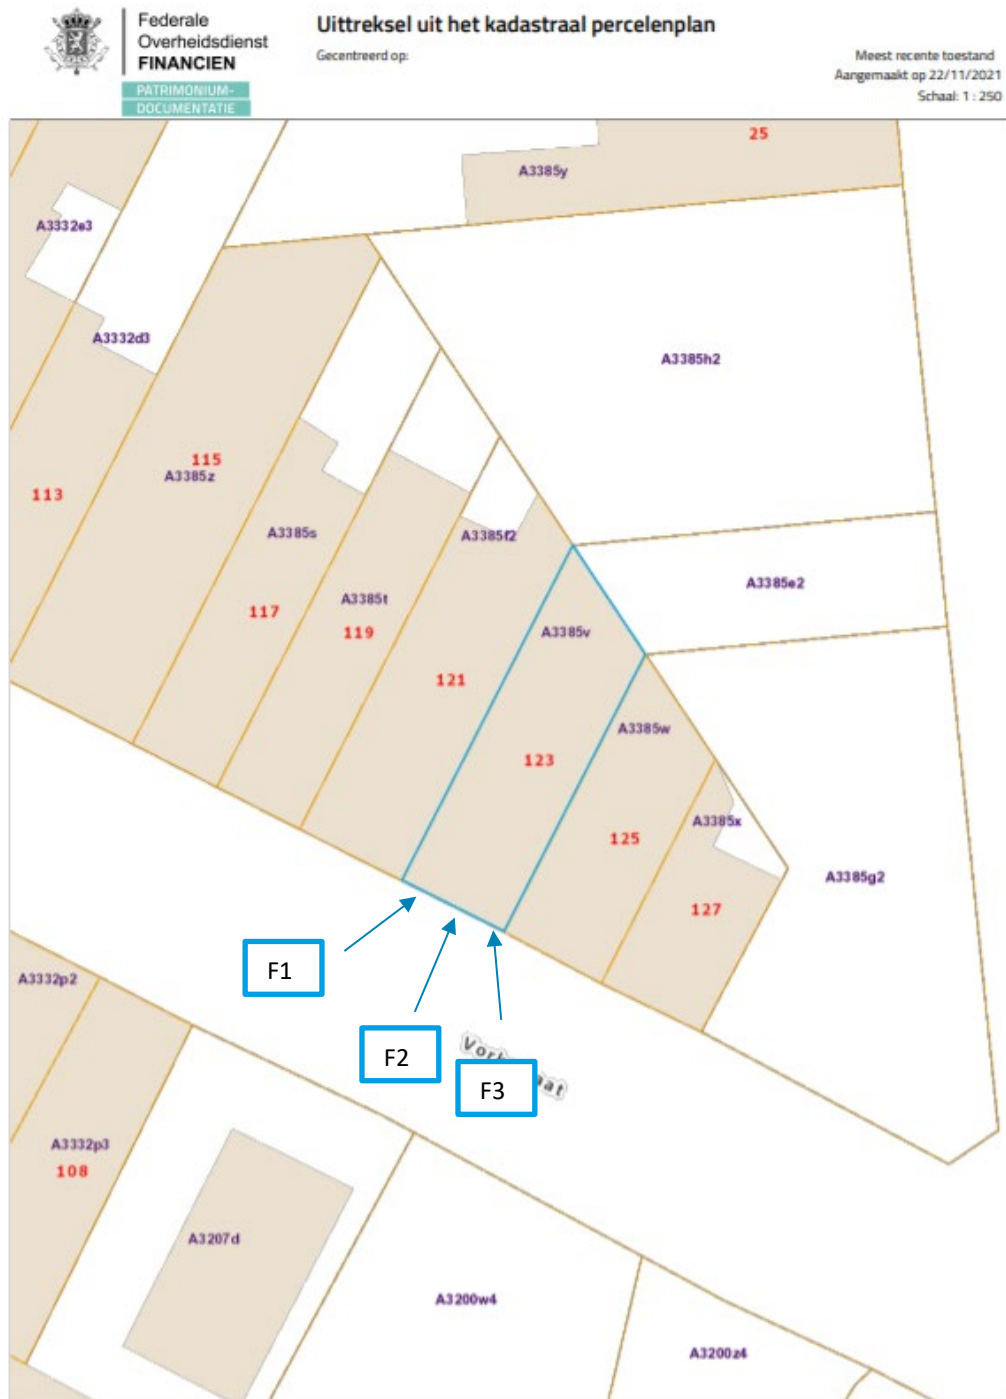 Federale
Overheidsdienst
FINANCIEN
PATRIMONIUM-
DOCUMENTATIE
Uittreksel uit het kadastraal percelenplan
Gecentreerd op:
Meest recente toestand
Aangemaakt op 22/11/2021
Schaal: 1 : 250
25
A3385y
A3332e3
A3332d3
A3385h2
115
A3385z
113
A3385s
A3385f2
A3385e2
A3385t
117
119
A3385v
121
A3385w
123
A3385x
125
A3385g2
127
F1
A3332p2
F2
F3
A3332p3
108
A3207d
A3200w4
A3200z4